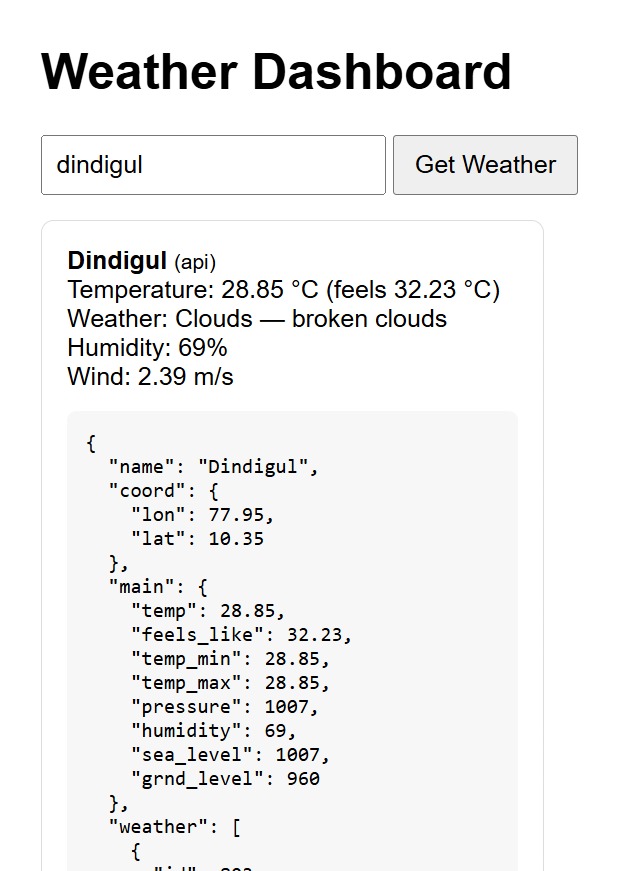 Weather Dashboard
dindigul
Get Weather
Dindigul (api)
Temperature: 28.85 °C (feels 32.23 °C)
Weather: Clouds — broken clouds
Humidity: 69%
Wind: 2.39 m/s
{
  "name": "Dindigul",
  "coord": {
    "lon": 77.95,
    "lat": 10.35
  },
  "main": {
    "temp": 28.85,
    "feels_like": 32.23,
    "temp_min": 28.85,
    "temp_max": 28.85,
    "pressure": 1007,
    "humidity": 69,
    "sea_level": 1007,
    "grnd_level": 960
  },
  "weather": [
    {